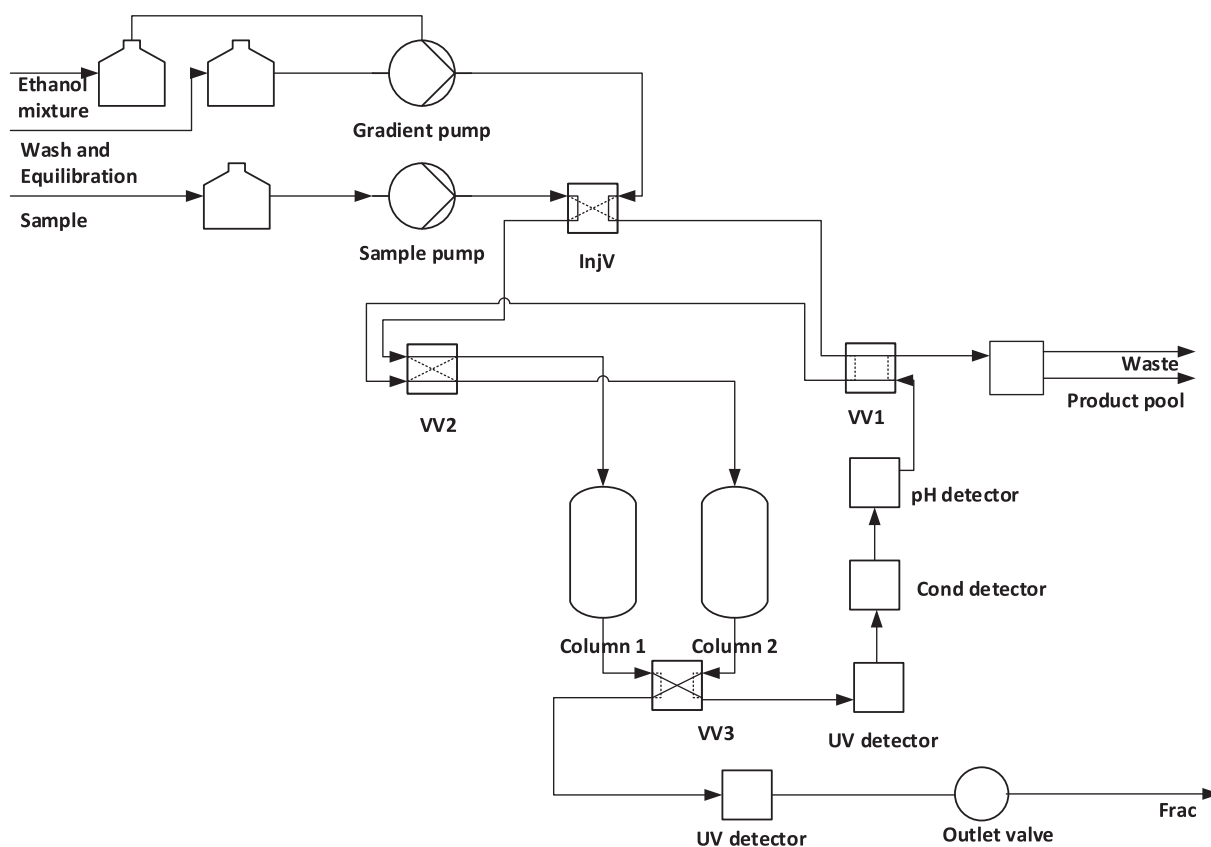 Ethanol
mixture
Gradient pump
Wash and
Equilibration
Sample
Sample pump
InjV
Waste
Product pool
VV2
VV1
pH detector
Cond detector
Column 1
Column 2
VV3
UV detector
Frac
UV detector
Outlet valve